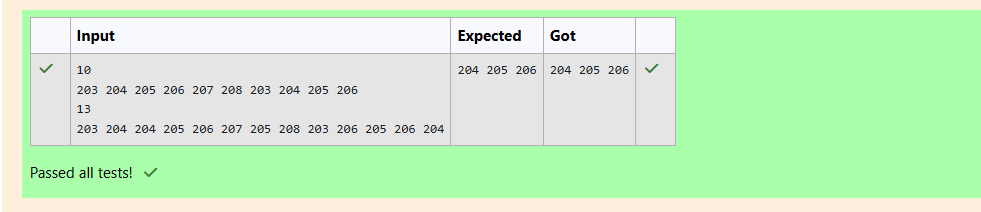 Input Expected Got
10 204 205 206 204 205 206
203 204 205 206 207 208 203 204 205 206
13
203 204 204 205 206 207 205 208 203 206 205 206 204
Passed all tests!